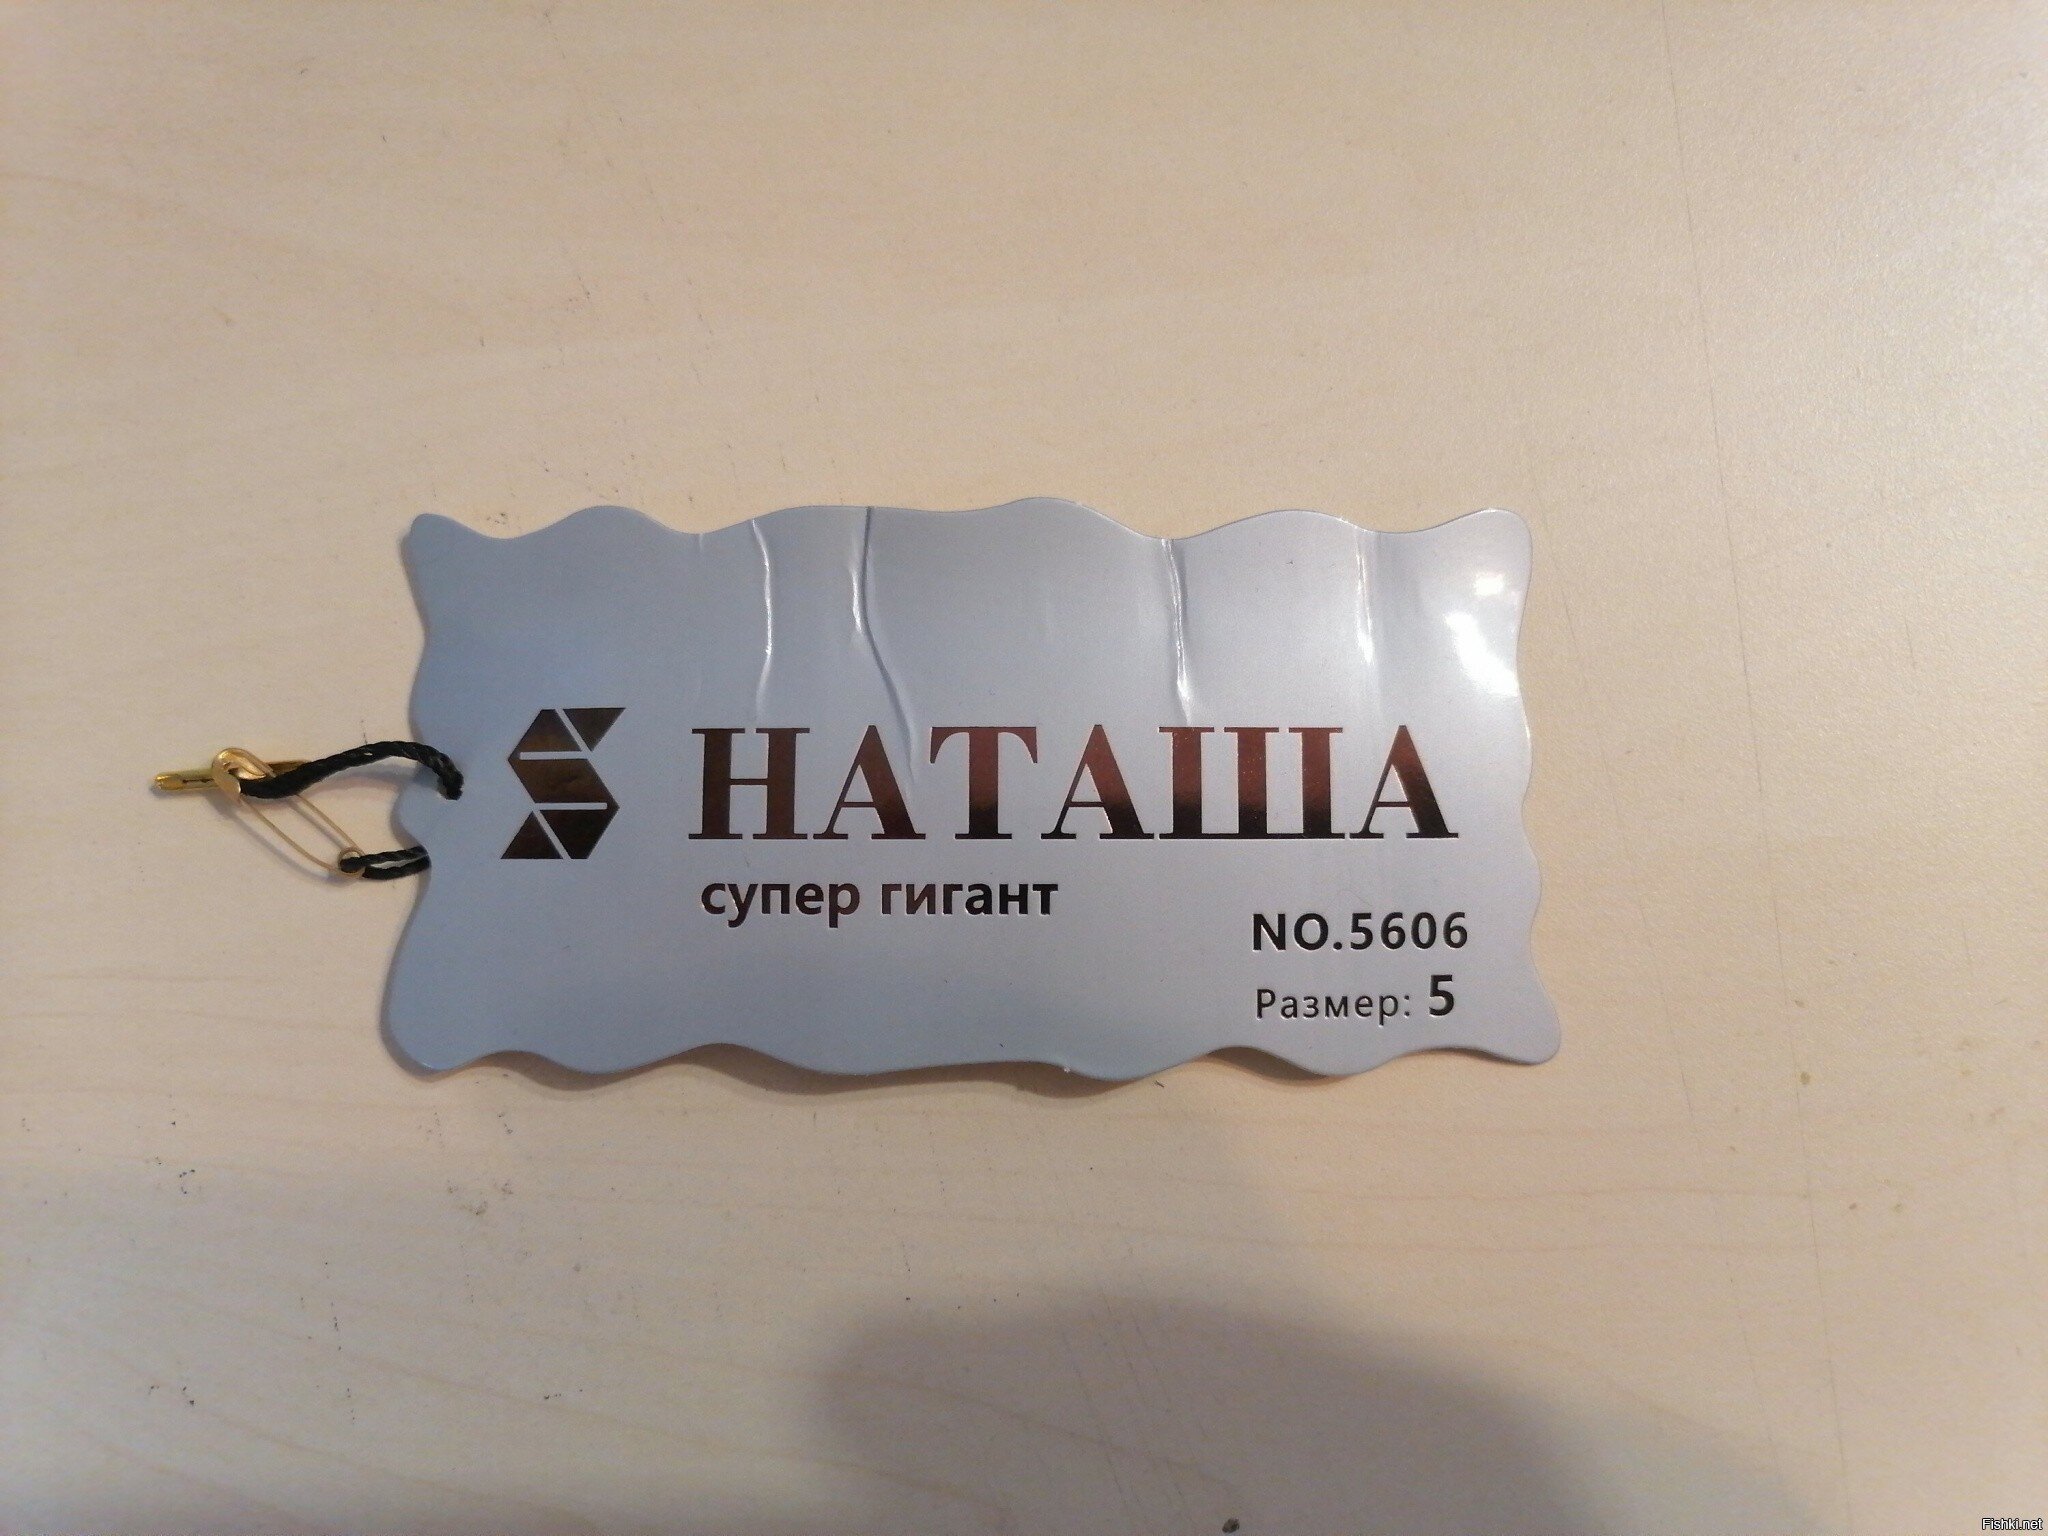 S НАТАША
супер гигант
NO.5606
Размер: 5
Fishki.net